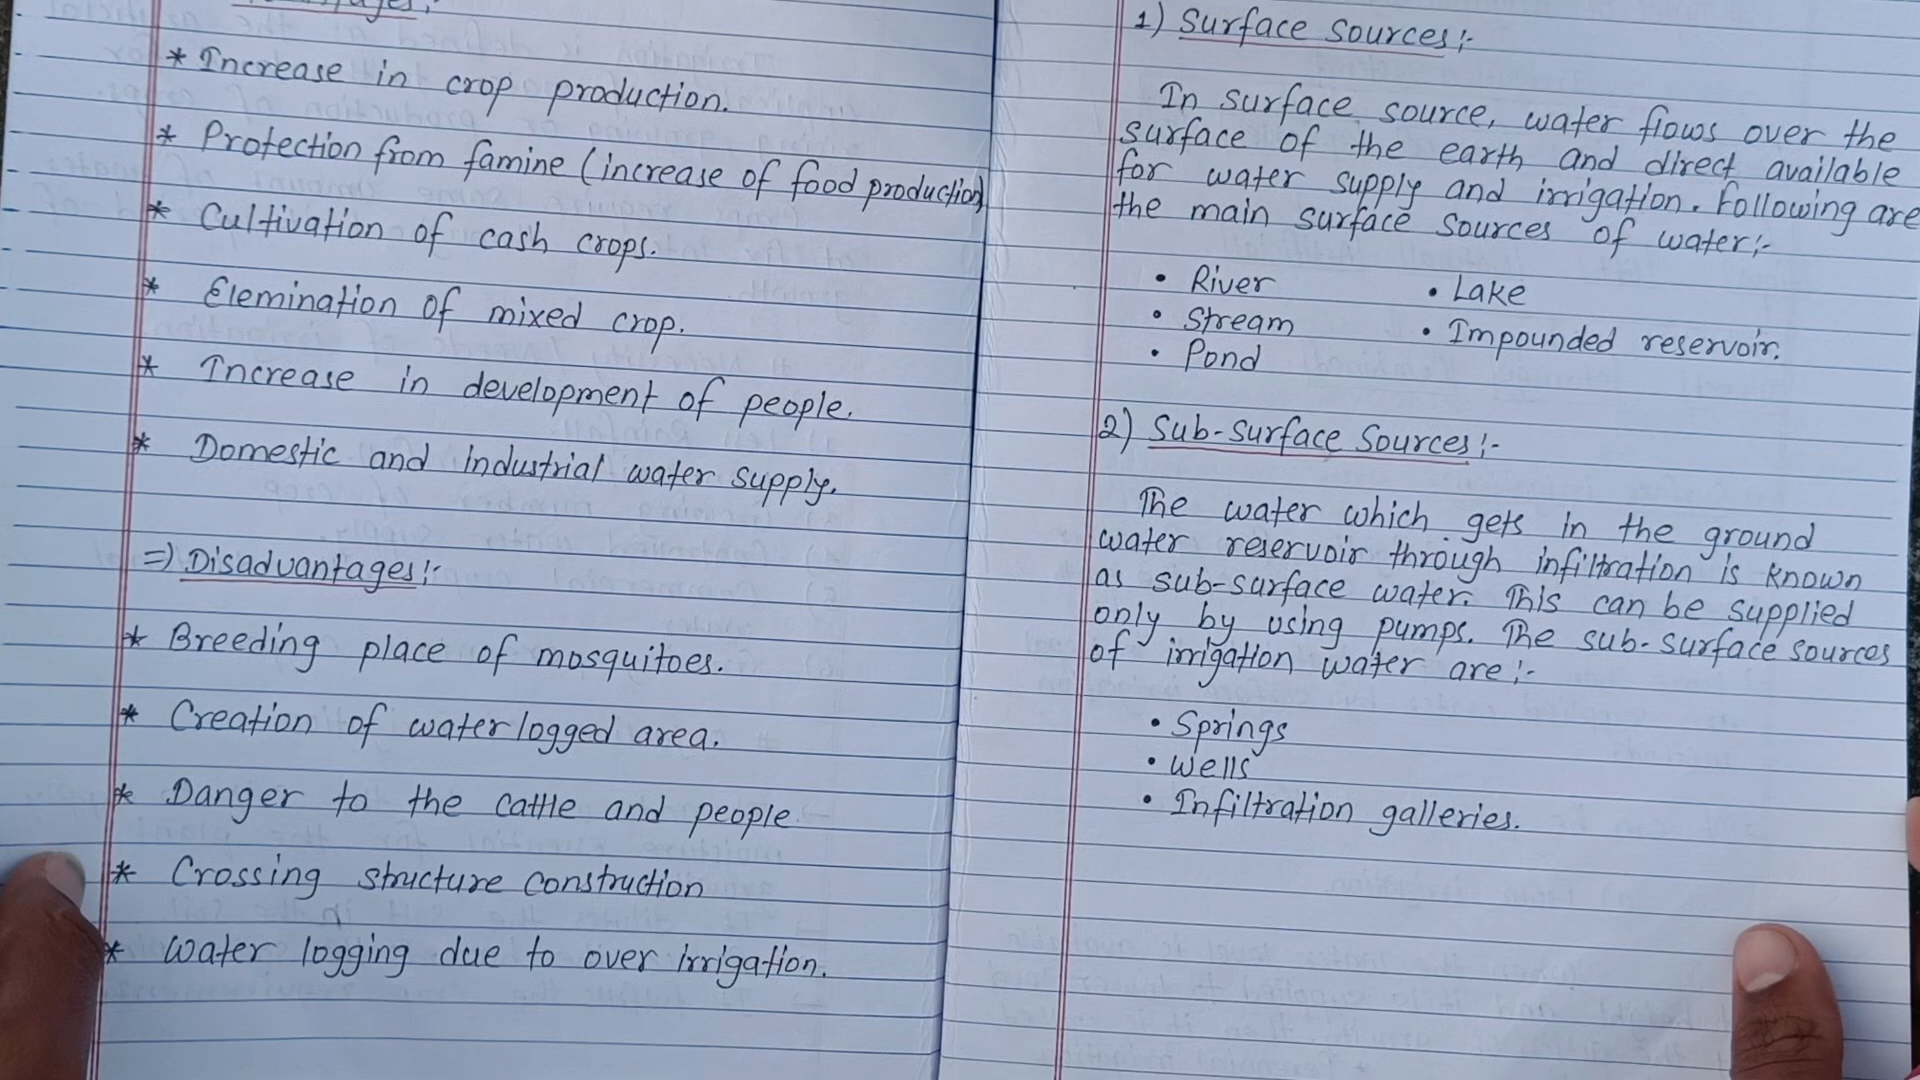 * Increase in crop production.
* Protection from famine (increase of food production)
* Cultivation of cash crops.
* Elemination of mixed crop.
* Increase in development of people.
* Domestic and industrial water supply.
=) Disadvantages:-
* Breeding place of mosquitoes.
* Creation of water logged area.
* Danger to the cattle and people.
* Crossing structure construction
* Water logging due to over irrigation.
1) Surface Sources:-
In surface source, water flows over the
surface of the earth and direct available
for water supply and irrigation. Following are
the main surface sources of water:-
• River
• Stream
• Pond
• Lake
• Impounded reservoir.
2) Sub-surface Sources:-
The water which gets in the ground
water reservoir through infiltration is known
as sub-surface water. This can be supplied
only by using pumps. The sub-surface sources
of irrigation water are:-
• Springs
• Wells
• Infiltration galleries.